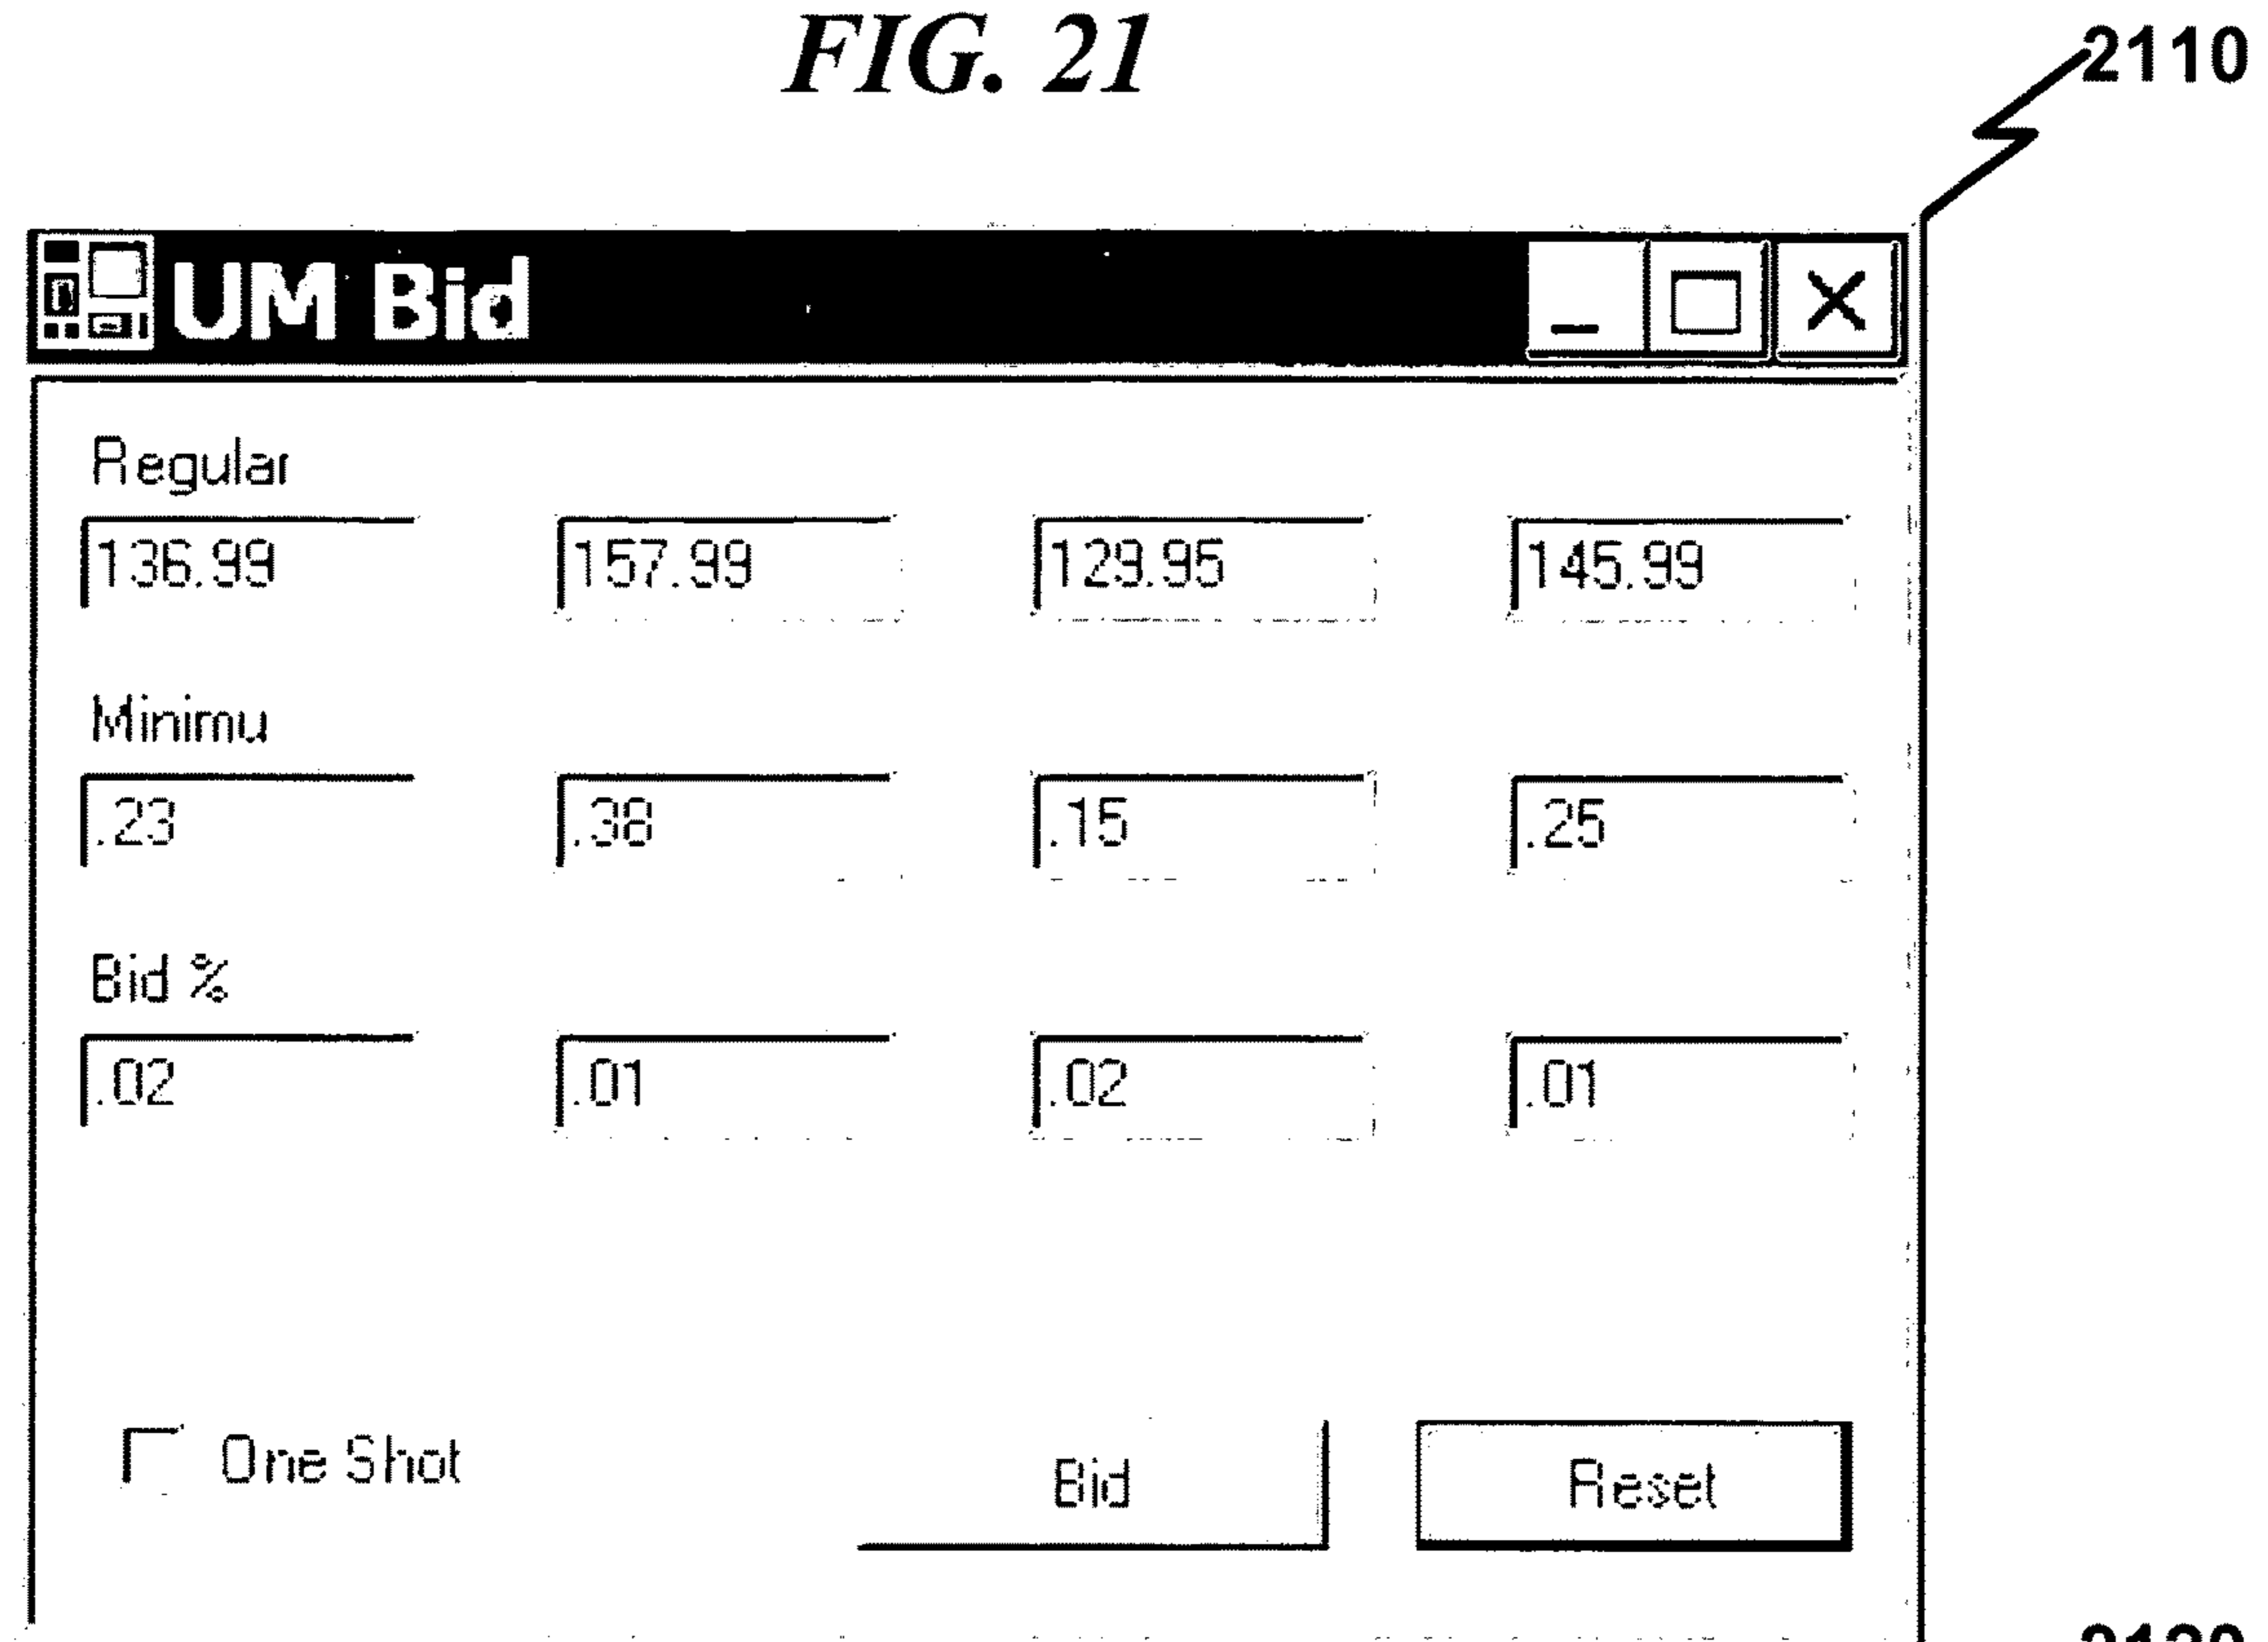 FIG. 21
2110
UM Bid
Regular
136.99 157.99 129.95 145.99
Minimu
.23 .38 .15 .25
Bid %
.02 .01 .02 .01
One Shot Bid Reset